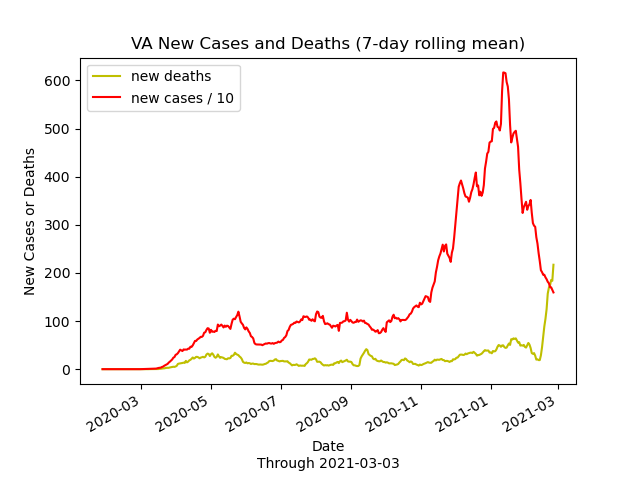 VA New Cases and Deaths (7-day rolling mean)
new deaths
new cases / 10
600
500
400
300
200
100
0
New Cases or Deaths
2020-03
2020-05
2020-07
2020-09
2020-11
2021-01
2021-03
Date
Through 2021-03-03